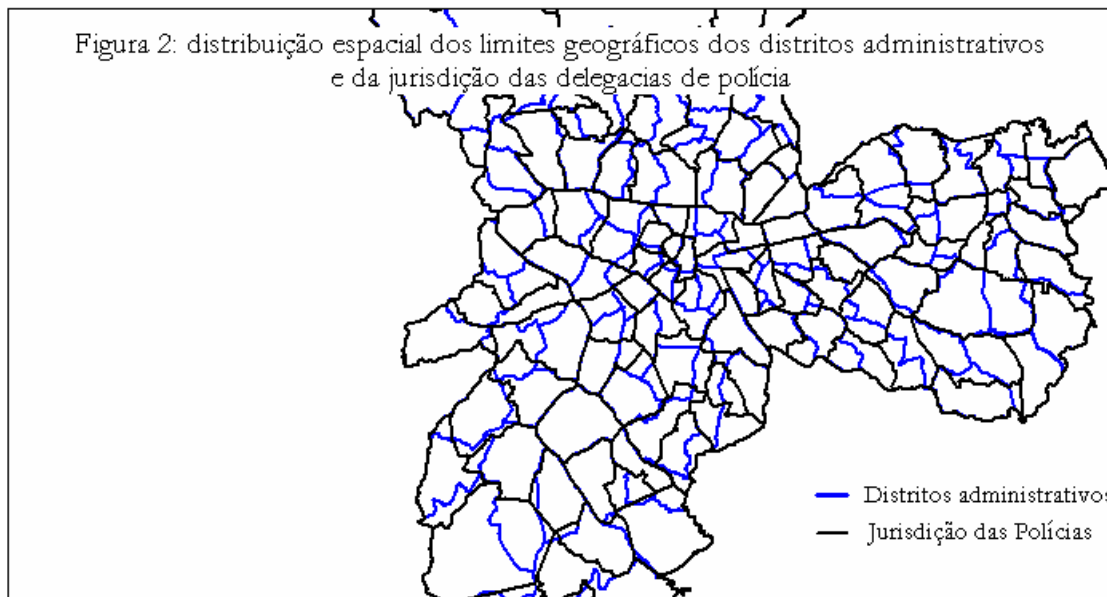 Figura 2: distribuição espacial dos limites geográficos dos distritos administrativos
e da jurisdição das delegacias de polícia
Distritos administrativos
Jurisdição das Polícias